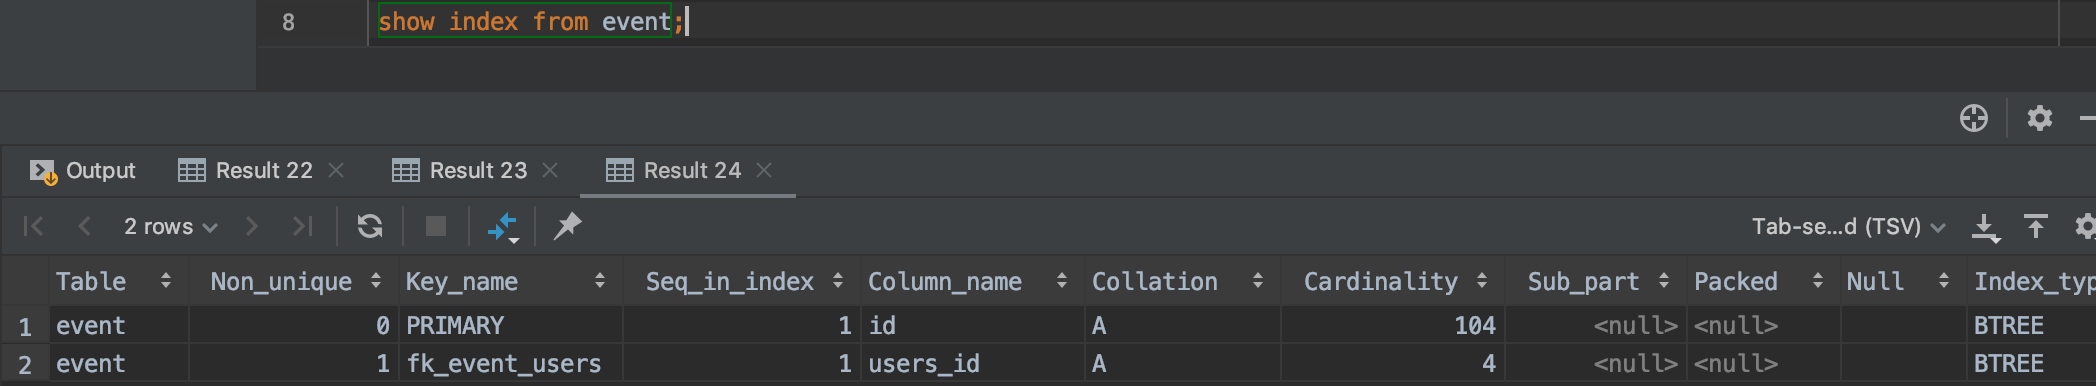 8 show index from event;
Output Result 22 Result 23 Result 24
2 rows Tab-se...d (TSV)
Table Non_unique Key_name Seq_in_index Column_name Collation Cardinality Sub_part Packed Null Index_typ
1 event 0 PRIMARY 1 id A 104 <null> <null> BTREE
2 event 1 fk_event_users 1 users_id A 4 <null> <null> BTREE